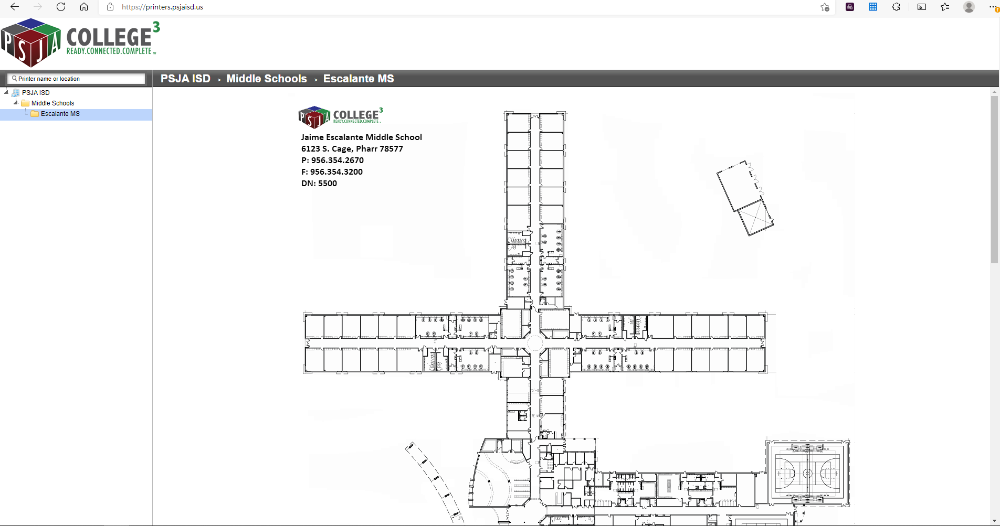 https://printers.psjaisd.us
PSJA COLLEGE3
READY.CONNECTED.COMPLETE™
Printer name or location
PSJA ISD > Middle Schools > Escalante MS
PSJA ISD
Middle Schools
Escalante MS
PSJA COLLEGE3
READY.CONNECTED.COMPLETE
Jaime Escalante Middle School
6123 S. Cage, Pharr 78577
P: 956.354.2670
F: 956.354.3200
DN: 5500